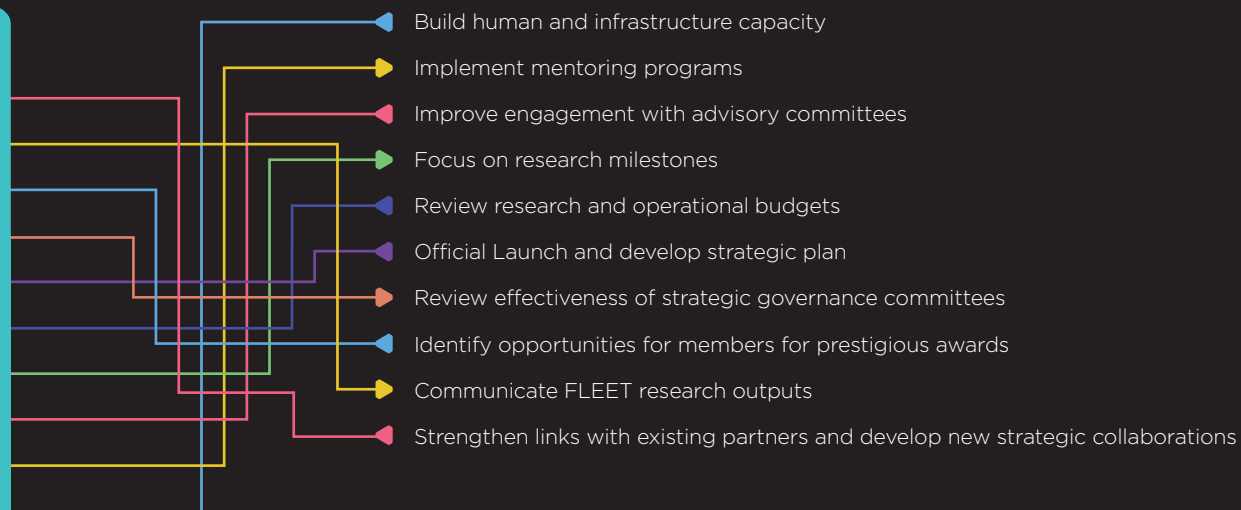 Build human and infrastructure capacity
Implement mentoring programs
Improve engagement with advisory committees
Focus on research milestones
Review research and operational budgets
Official Launch and develop strategic plan
Review effectiveness of strategic governance committees
Identify opportunities for members for prestigious awards
Communicate FLEET research outputs
Strengthen links with existing partners and develop new strategic collaborations